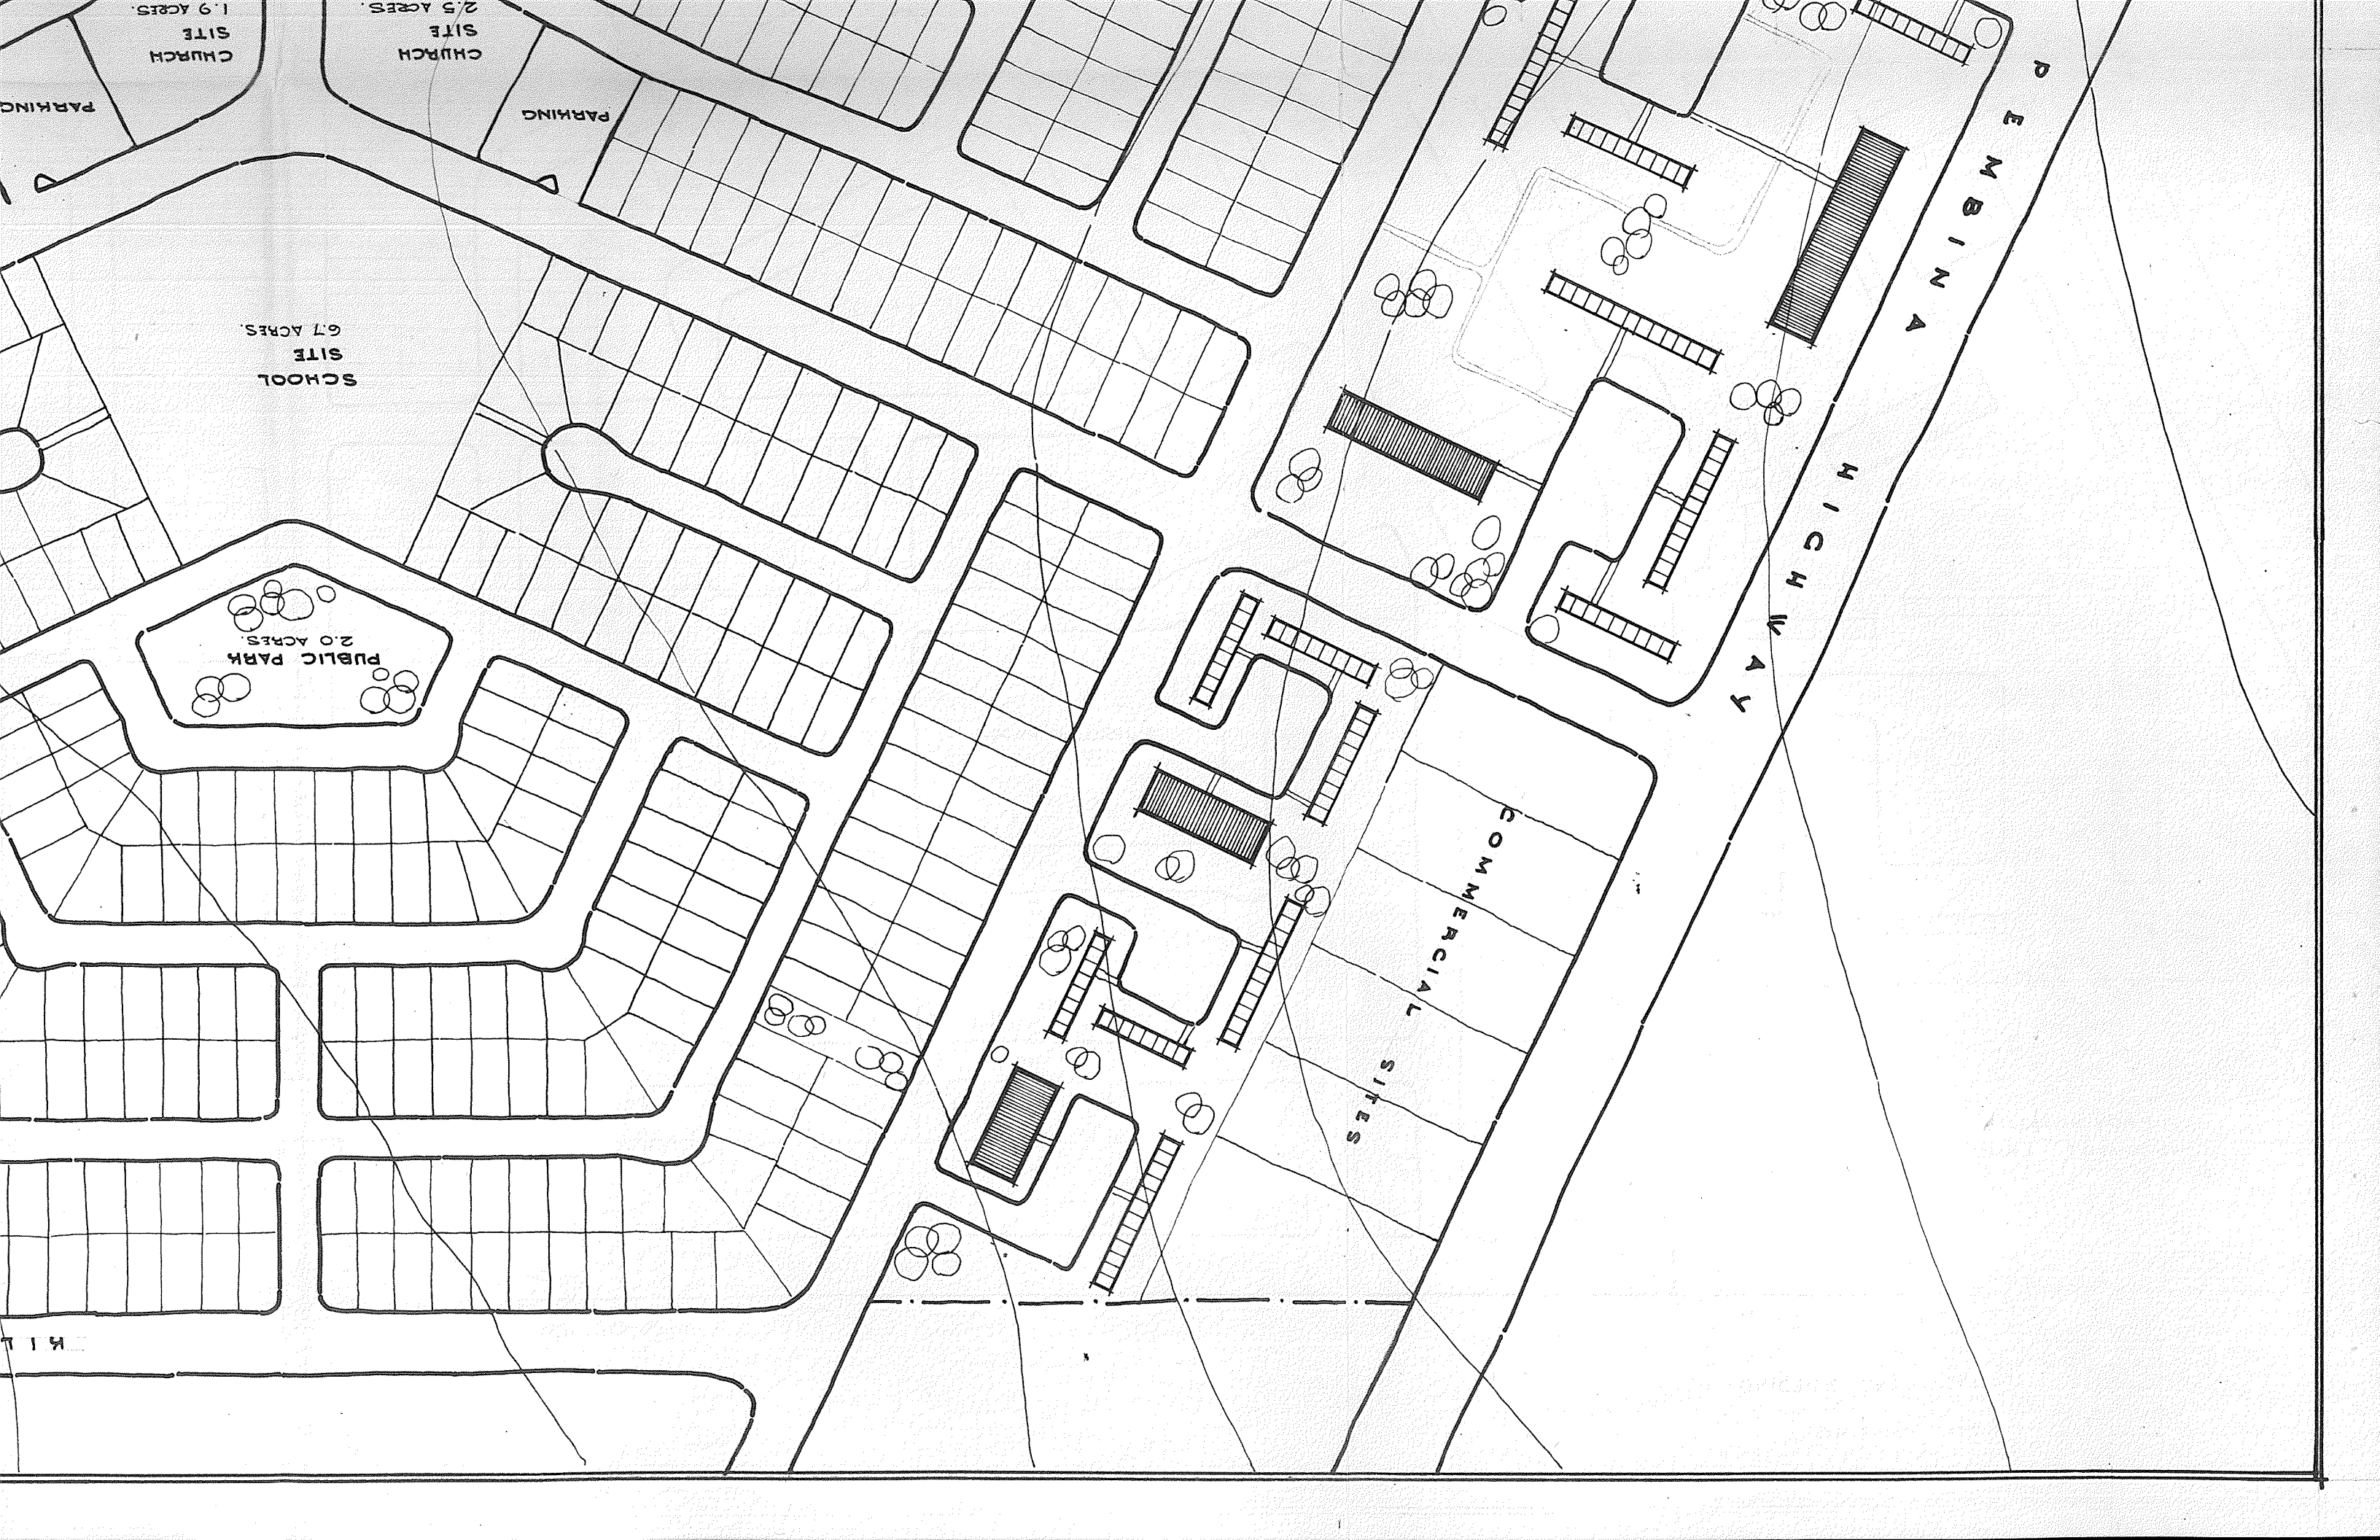 CHURCH
SITE
1.9 ACRES.
CHURCH
SITE
2.5 ACRES.
PARKING
PARKING
SCHOOL
SITE
6.7 ACRES.
PUBLIC PARK
2.0 ACRES.
PEMBINA HIGHWAY
COMMERCIAL SITES
KIL